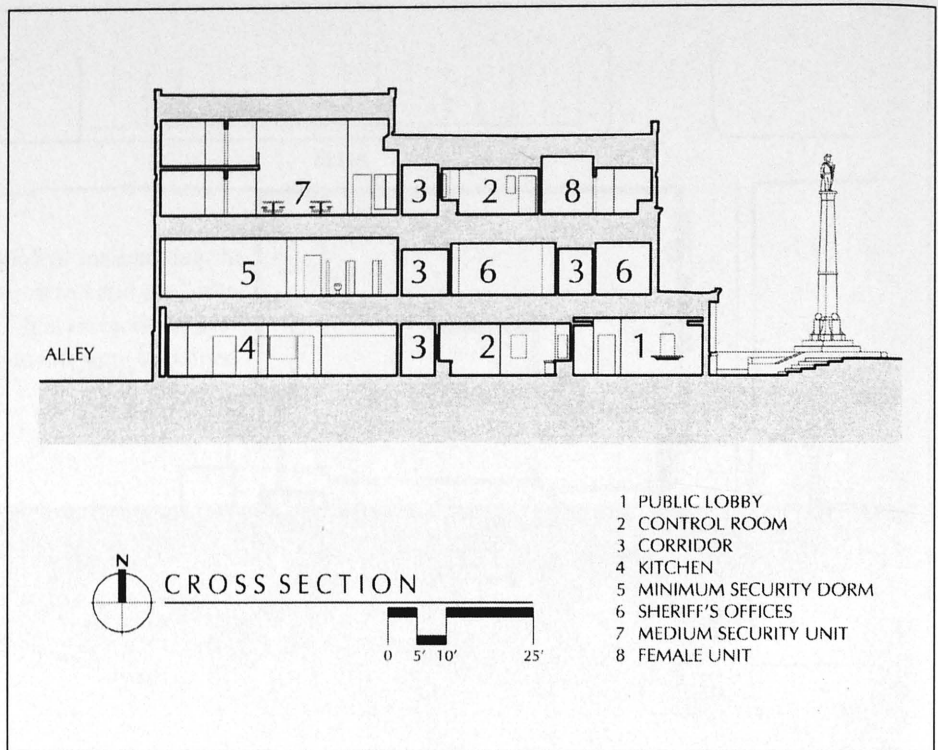 7 3 2 8
5 3 6 3 6
ALLEY 4 3 2 1
1 PUBLIC LOBBY
2 CONTROL ROOM
3 CORRIDOR
4 KITCHEN
5 MINIMUM SECURITY DORM
6 SHERIFF'S OFFICES
7 MEDIUM SECURITY UNIT
8 FEMALE UNIT
N
CROSS SECTION
0 5' 10' 25'